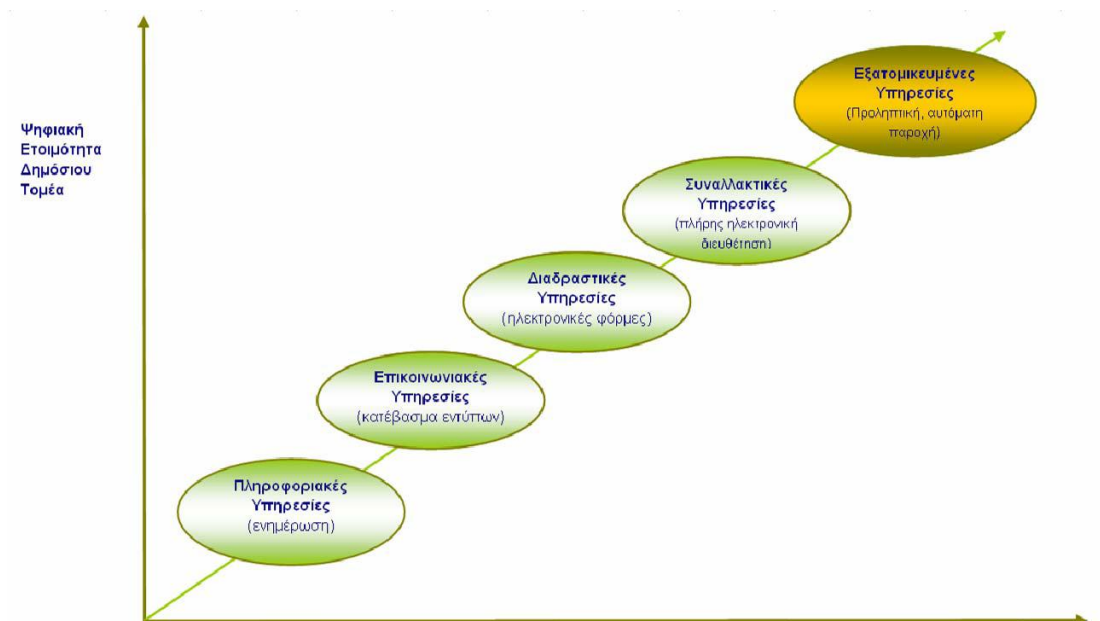 Εξατομικευμένες
Υπηρεσίες
(Προληπτική, αυτόματη
παροχή)
Ψηφιακή
Ετοιμότητα
Δημόσιου
Τομέα
Συναλλακτικές
Υπηρεσίες
(πλήρης ηλεκτρονική
διευθέτηση)
Διαδραστικές
Υπηρεσίες
(ηλεκτρονικές φόρμες)
Επικοινωνιακές
Υπηρεσίες
(κατέβασμα εντύπων)
Πληροφοριακές
Υπηρεσίες
(ενημέρωση)